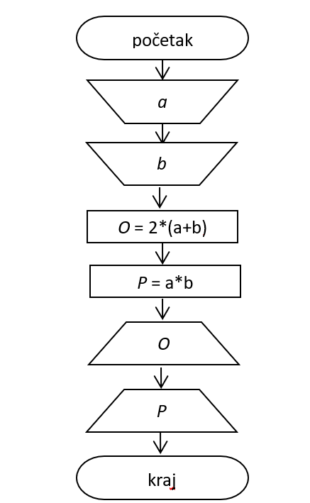 početak
a
b
O = 2*(a+b)
P = a*b
O
P
kraj